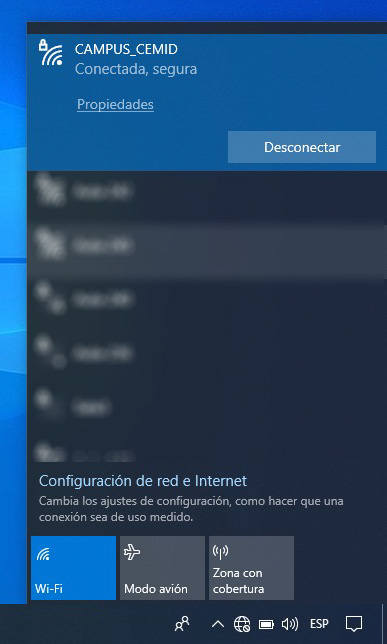 CAMPUS_CEMID
Conectada, segura
Propiedades
Desconectar
Configuración de red e Internet
Cambia los ajustes de configuración, como hacer que una
conexión sea de uso medido.
Wi-Fi
Modo avión
Zona con
cobertura
ESP